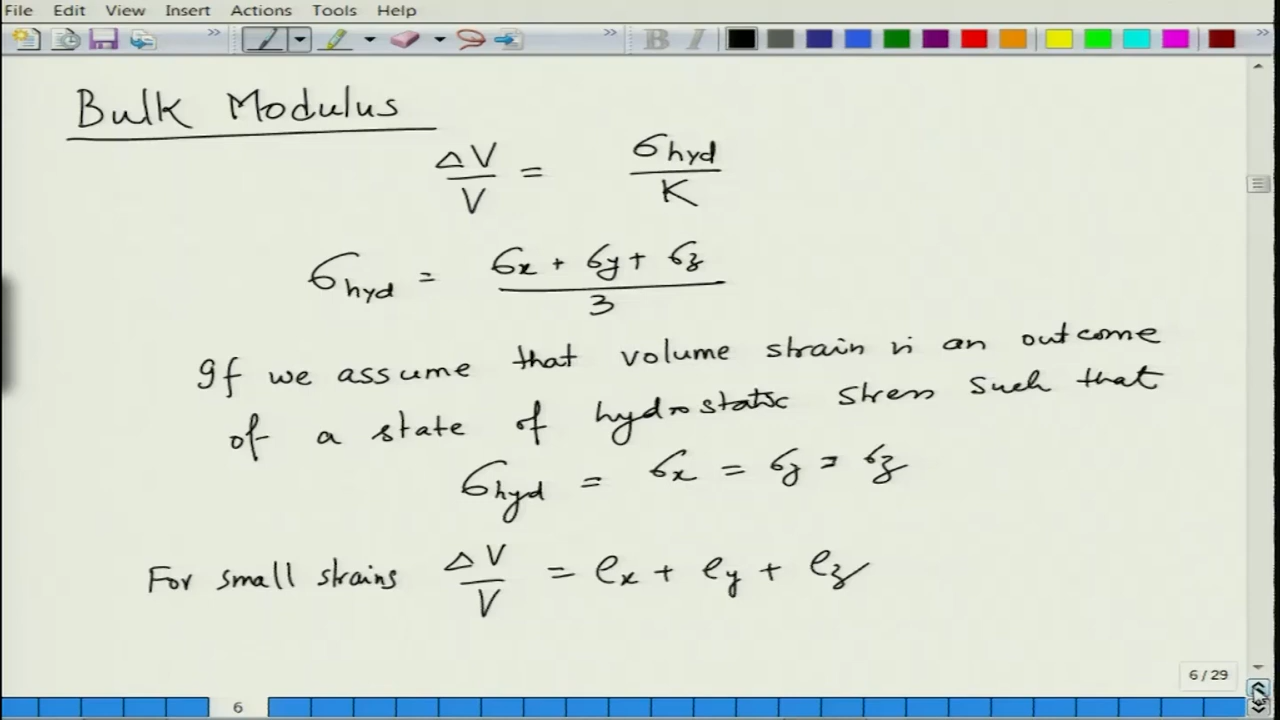 File Edit View Insert Actions Tools Help
B I
Bulk Modulus
ΔV/V = σhyd/K
σhyd = (σx + σy + σz)/3
If we assume that volume strain is an outcome
of a state of hydrostatic stress such that
σhyd = σx = σy = σz
For small strains ΔV/V = ex + ey + ez
6/29
6